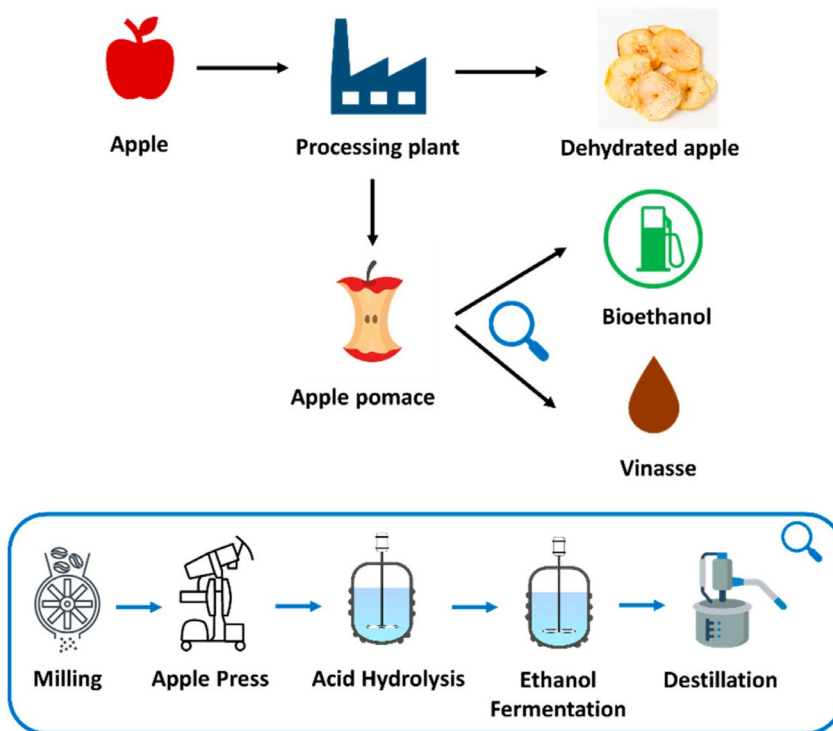 Apple
Processing plant
Dehydrated apple
Bioethanol
Apple pomace
Vinasse
Milling
Apple Press
Acid Hydrolysis
Ethanol
Fermentation
Destillation